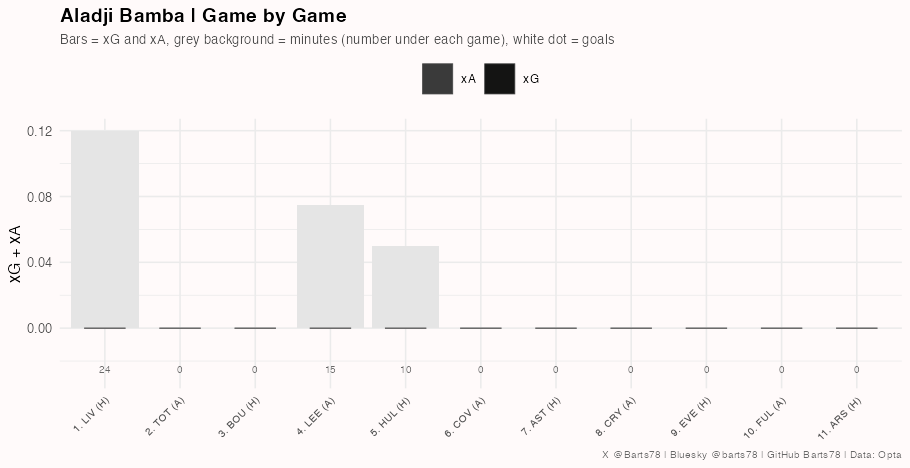 Aladji Bamba | Game by Game
Bars = xG and xA, grey background = minutes (number under each game), white dot = goals
xA xG
xG + xA
0.12
0.08
0.04
0.00
24 0 0 15 10 0 0 0 0 0 0
1. LIV (H) 2. TOT (A) 3. BOU (H) 4. LEE (A) 5. HUL (H) 6. COV (A) 7. AST (H) 8. CRY (A) 9. EVE (H) 10. FUL (A) 11. ARS (H)
X @Barts78 | Bluesky @barts78 | GitHub Barts78 | Data: Opta